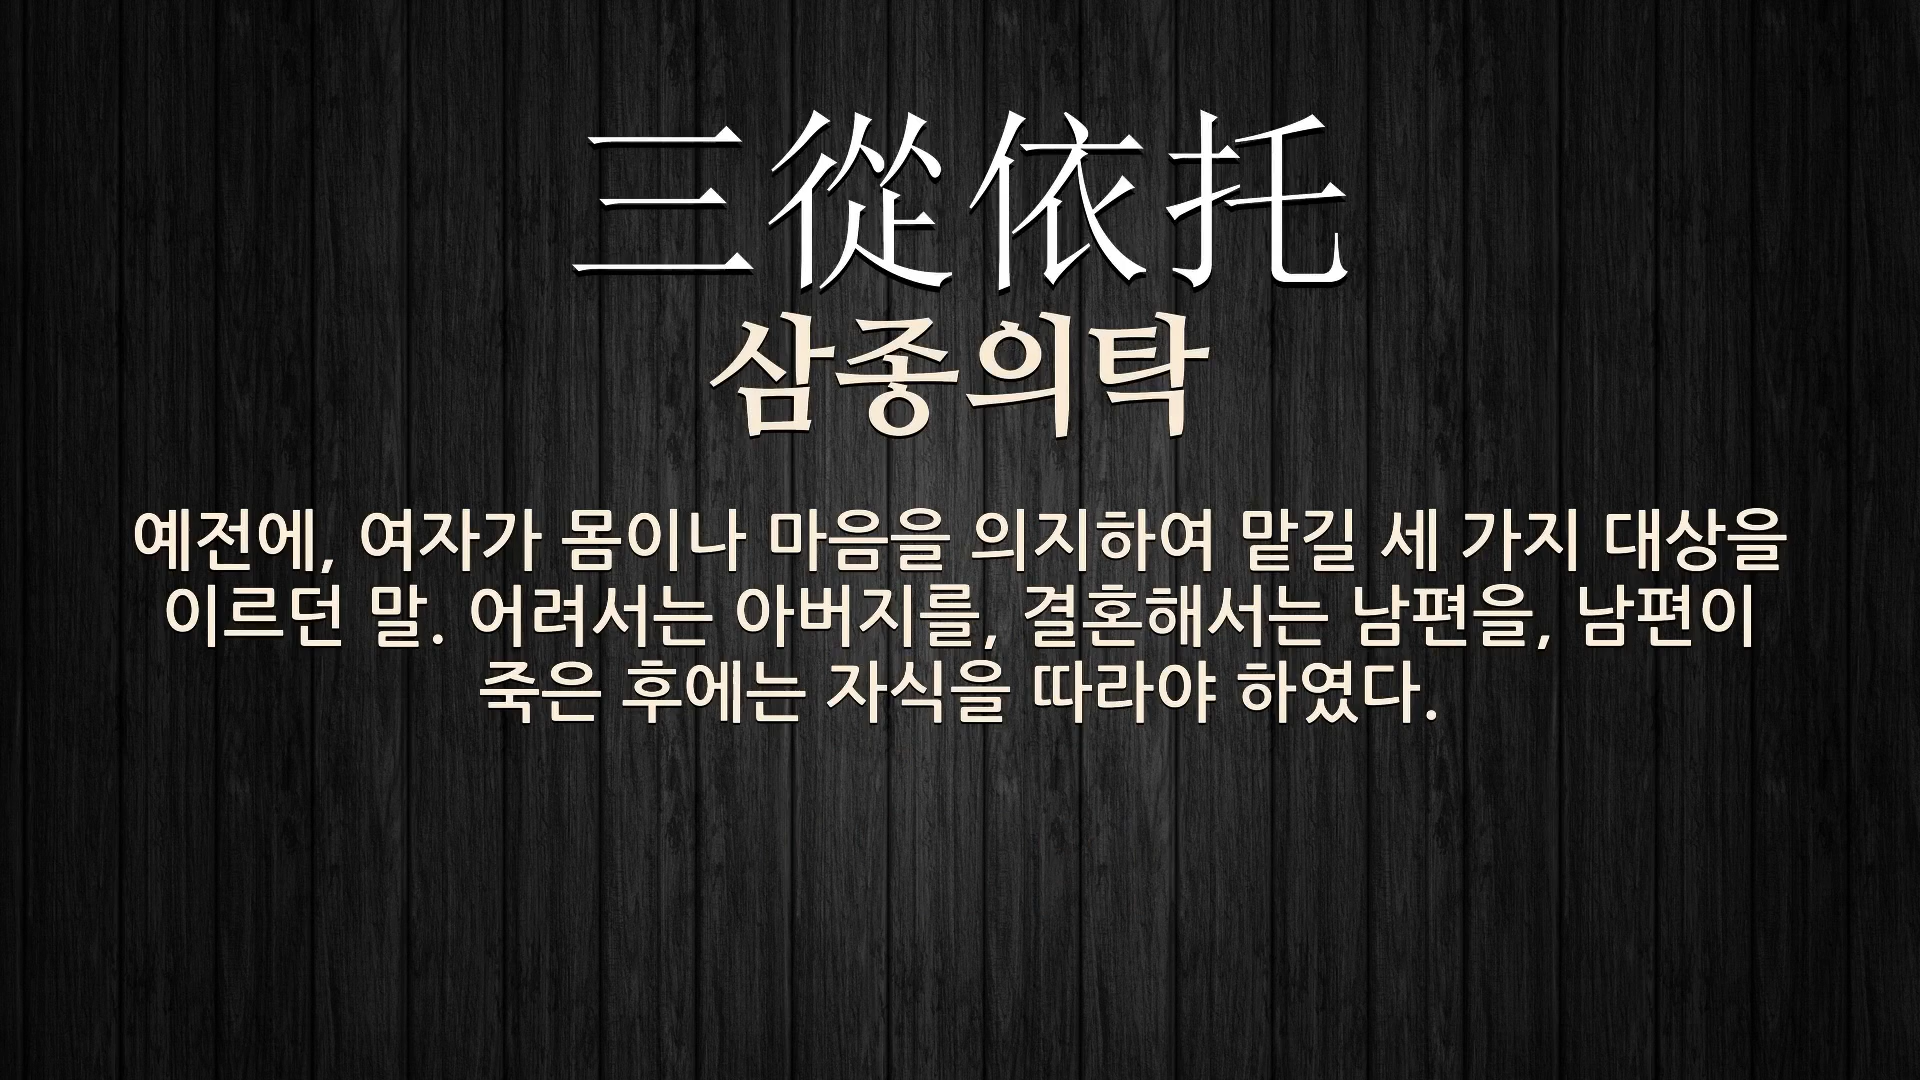 三從依托
삼종의탁
예전에, 여자가 몸이나 마음을 의지하여 맡길 세 가지 대상을
이르던 말. 어려서는 아버지를, 결혼해서는 남편을, 남편이
죽은 후에는 자식을 따라야 하였다.